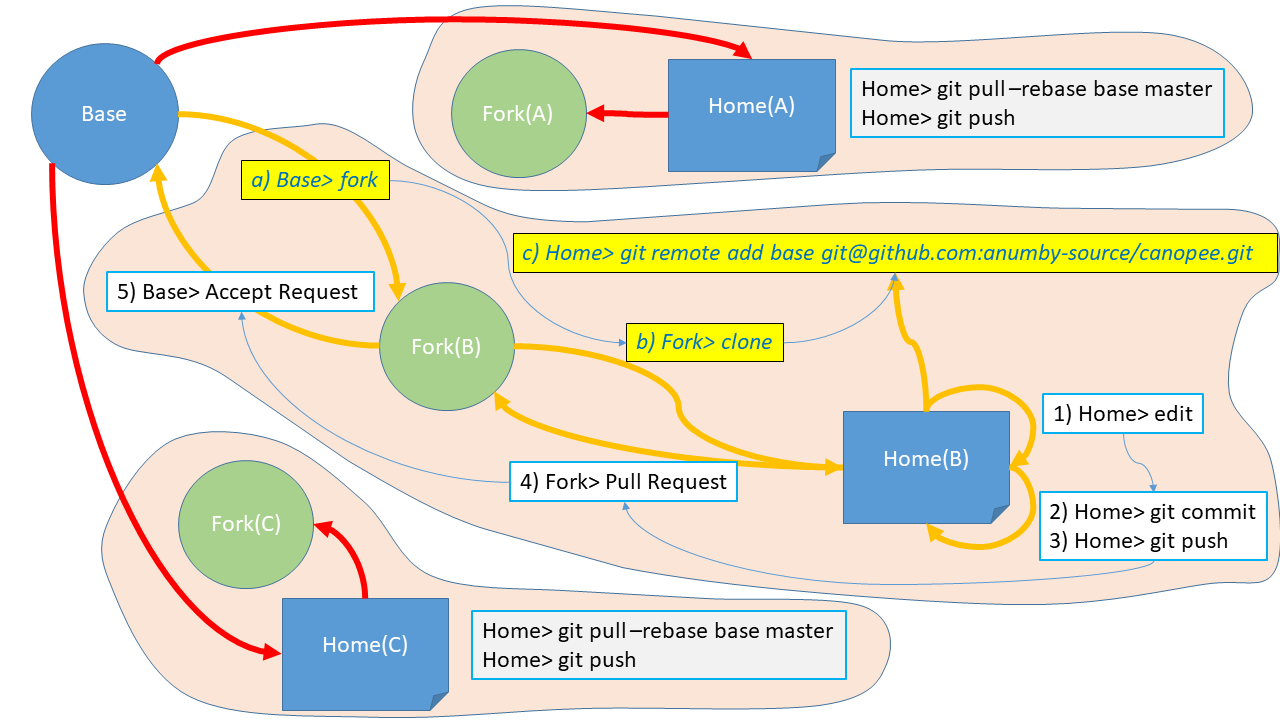 Base
Fork(A)
Home(A)
Home> git pull –rebase base master
Home> git push
a) Base> fork
c) Home> git remote add base git@github.com:anumby-source/canopee.git
5) Base> Accept Request
Fork(B)
b) Fork> clone
1) Home> edit
Home(B)
4) Fork> Pull Request
2) Home> git commit
3) Home> git push
Fork(C)
Home(C)
Home> git pull –rebase base master
Home> git push